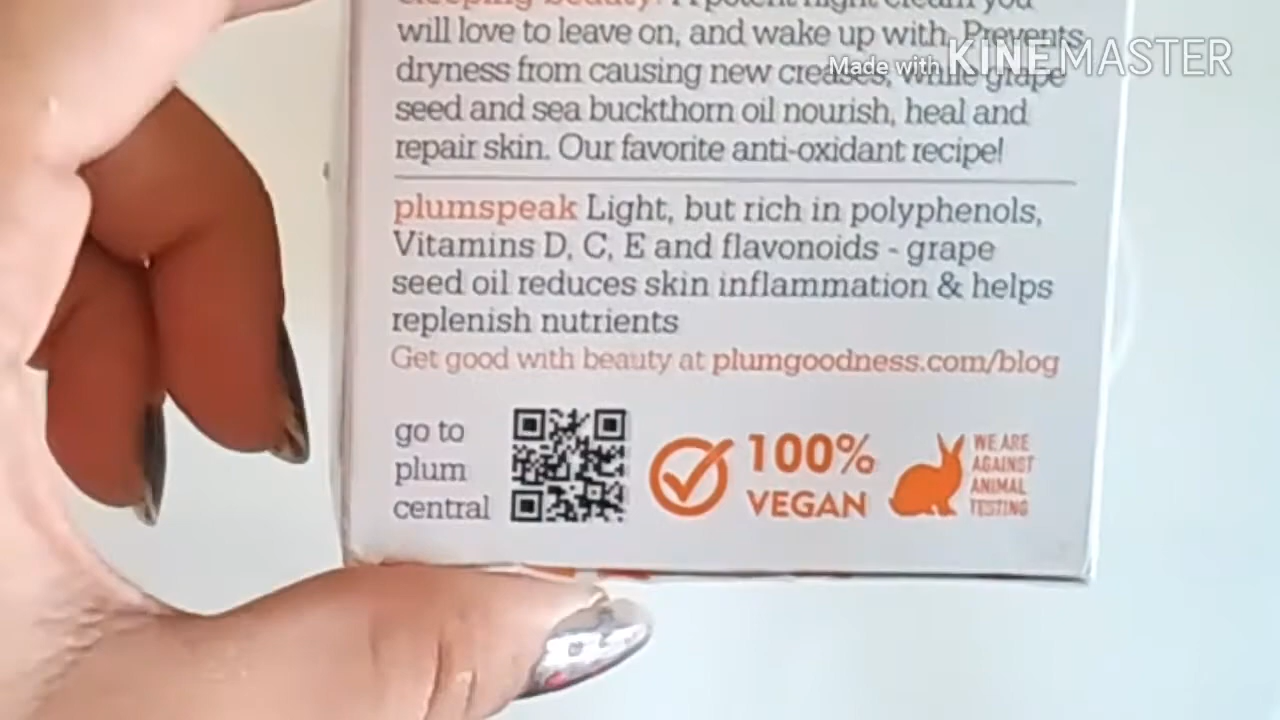 sleeping beauty. A potent night cream you
will love to leave on, and wake up with. Prevents
Made with KINEMASTER
dryness from causing new creases, while grape
seed and sea buckthorn oil nourish, heal and
repair skin. Our favorite anti-oxidant recipe!
plumspeak Light, but rich in polyphenols,
Vitamins D, C, E and flavonoids - grape
seed oil reduces skin inflammation & helps
replenish nutrients
Get good with beauty at plumgoodness.com/blog
go to
plum
central
100%
VEGAN
WE ARE
AGAINST
ANIMAL
TESTING